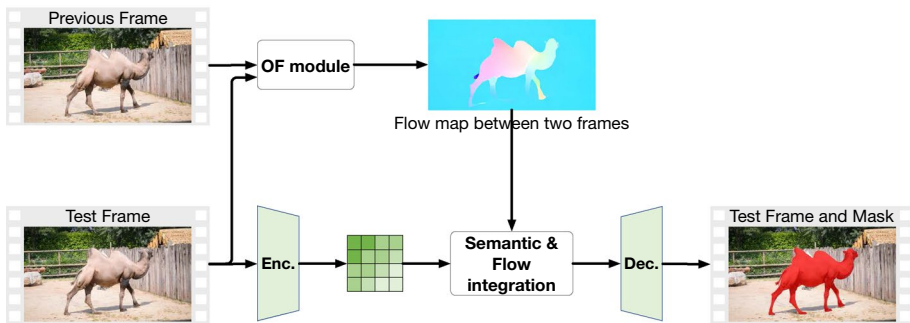 Previous Frame
OF module
Flow map between two frames
Test Frame
Enc.
Semantic &
Flow
integration
Dec.
Test Frame and Mask